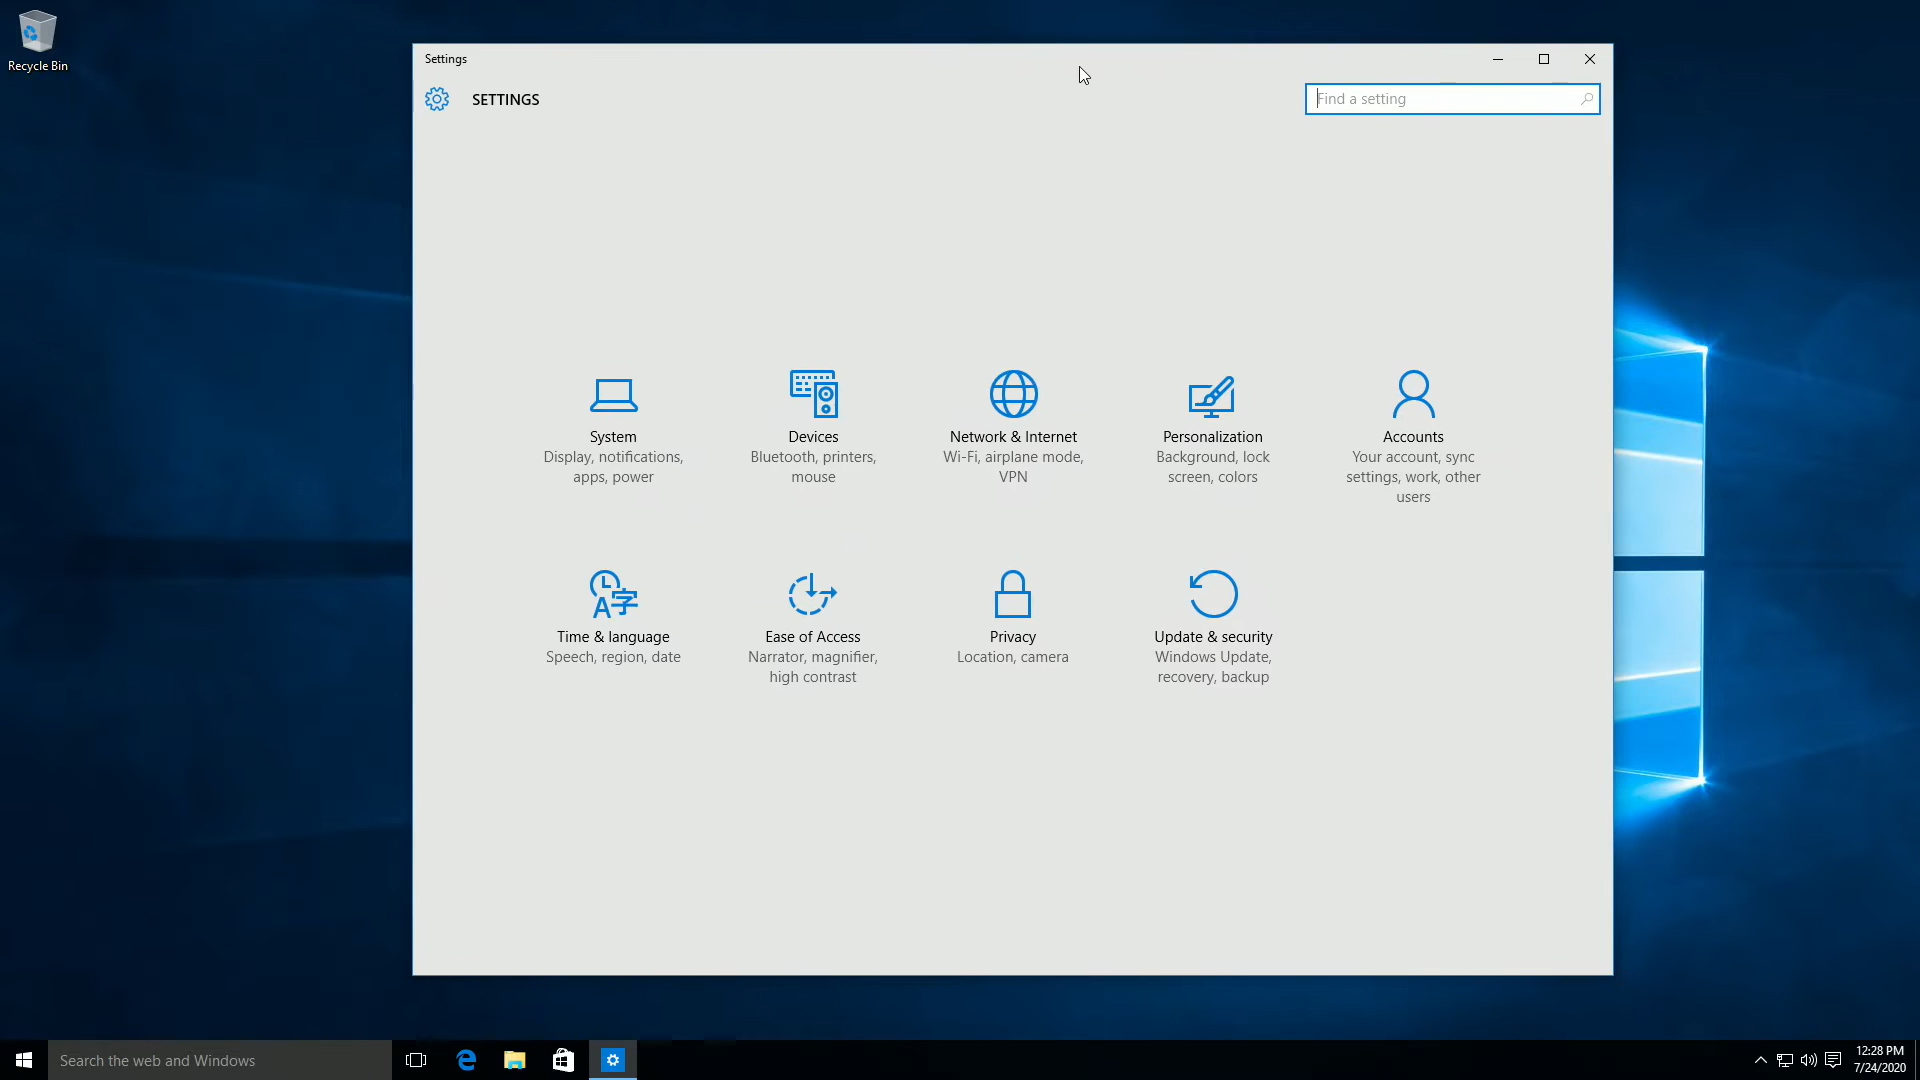 Recycle Bin
Settings
SETTINGS
Find a setting
System
Display, notifications,
apps, power
Devices
Bluetooth, printers,
mouse
Network & Internet
Wi-Fi, airplane mode,
VPN
Personalization
Background, lock
screen, colors
Accounts
Your account, sync
settings, work, other
users
Time & language
Speech, region, date
Ease of Access
Narrator, magnifier,
high contrast
Privacy
Location, camera
Update & security
Windows Update,
recovery, backup
Search the web and Windows
12:28 PM
7/24/2020